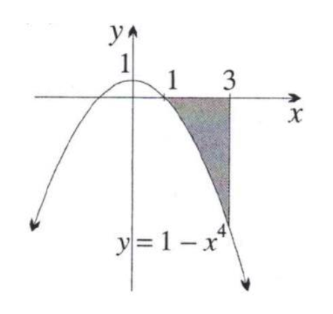 y
1
1 3
x
y = 1 − x⁴